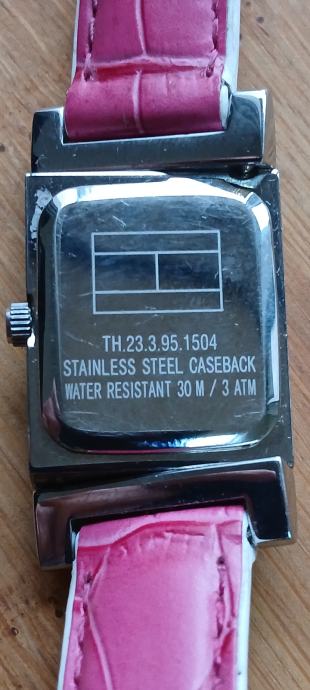 TH.23.3.95.1504
STAINLESS STEEL CASEBACK
WATER RESISTANT 30 M / 3 ATM